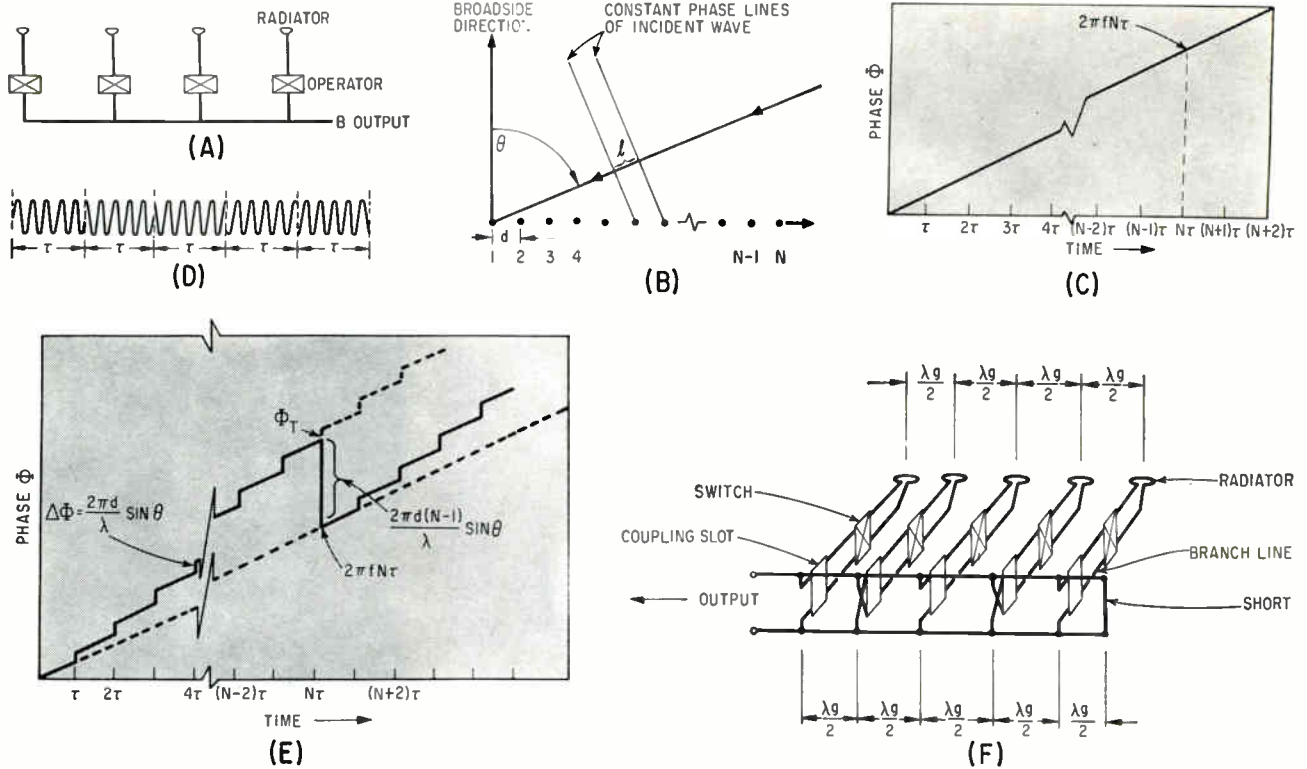 RADIATOR
OPERATOR
B OUTPUT
(A)
BROADSIDE
DIRECTION.
CONSTANT PHASE LINES
OF INCIDENT WAVE
θ
l
d
1 2 3 4 N-1 N
(B)
2πfNτ
PHASE Φ
τ 2τ 3τ 4τ (N-2)τ (N-1)τ Nτ (N+1)τ (N+2)τ
TIME
(C)
τ τ τ τ τ
(D)
Φ_T
ΔΦ = 2πd/λ SIN θ
2πd(N-1)/λ SINθ
2πfNτ
PHASE Φ
τ 2τ 4τ (N-2)τ Nτ (N+2)τ
TIME
(E)
λg/2 λg/2 λg/2 λg/2
SWITCH
RADIATOR
COUPLING SLOT
BRANCH LINE
OUTPUT
SHORT
λg/2 λg/2 λg/2 λg/2 λg/2
(F)